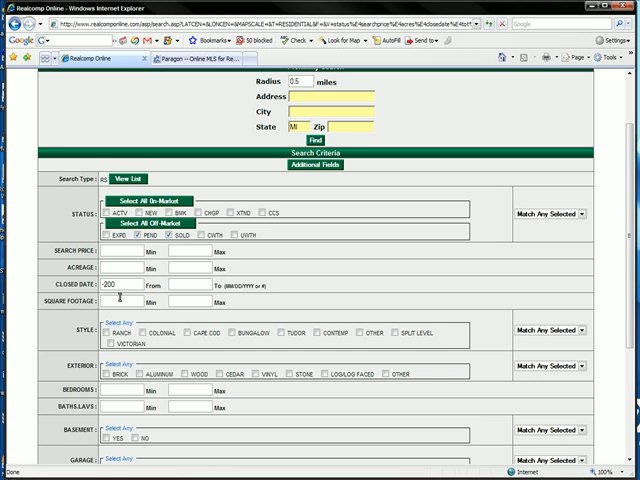 Realcomp Online - Windows Internet Explorer
http://www.realcomponline.com/asp/search.asp?LATCEN=&LONCEN=&MAPSCALE=&T=RESIDENTIAL&F=&V=status%E4searchprice%E4acres%E4closedate%E4tot
Google
G
Go
Bookmarks
50 blocked
Check
Look for Map
AutoFill
Send to
Settings
Realcomp Online
Paragon -- Online MLS for Re...
Page
Tools
Radius 0.5 miles
Address
City
State MI Zip
Find
Search Criteria
Additional Fields
Search Type : RS View List
STATUS :
Select All On-Market
ACTV NEW BMK CHGP XTND CCS
Select All Off-Market
EXPD PEND SOLD CWTH UWTH
Match Any Selected
SEARCH PRICE : Min Max
ACREAGE : Min Max
CLOSED DATE : -200 From To (MM/DD/YYYY or #)
SQUARE FOOTAGE : Min Max
STYLE :
Select Any:
RANCH COLONIAL CAPE COD BUNGALOW TUDOR CONTEMP OTHER SPLIT LEVEL
VICTORIAN
Match Any Selected
EXTERIOR :
Select Any:
BRICK ALUMINUM WOOD CEDAR VINYL STONE LOG/LOG FACED OTHER
Match Any Selected
BEDROOMS : Min Max
BATHS.LAVS : Min Max
BASEMENT :
Select Any:
YES NO
Match Any Selected
GARAGE :
Select Any:
Match Any Selected
Done
Internet
100%